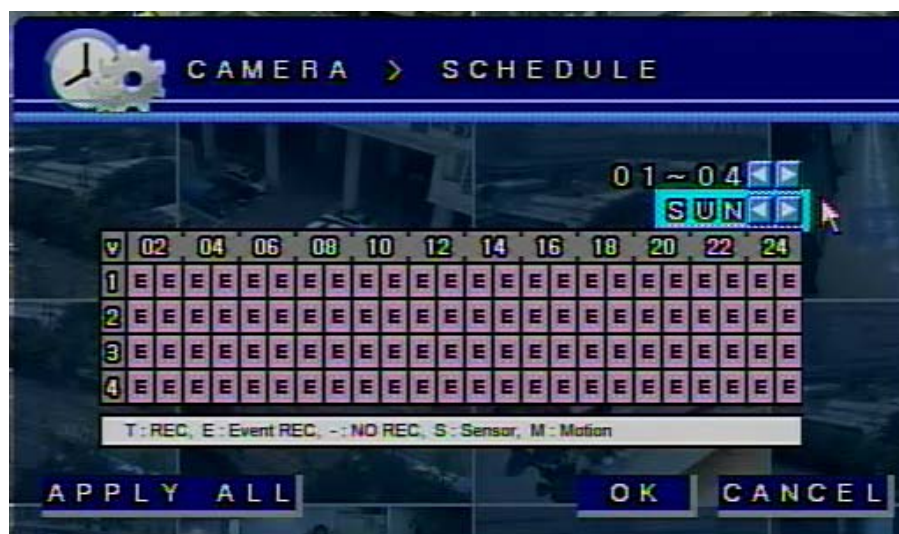 CAMERA > SCHEDULE
01~04
SUN
v 02 04 06 08 10 12 14 16 18 20 22 24
1 E E E E E E E E E E E E E E E E E E E E E E E E
2 E E E E E E E E E E E E E E E E E E E E E E E E
3 E E E E E E E E E E E E E E E E E E E E E E E E
4 E E E E E E E E E E E E E E E E E E E E E E E E
T : REC, E : Event REC, - : NO REC, S : Sensor, M : Motion
APPLY ALL OK CANCEL